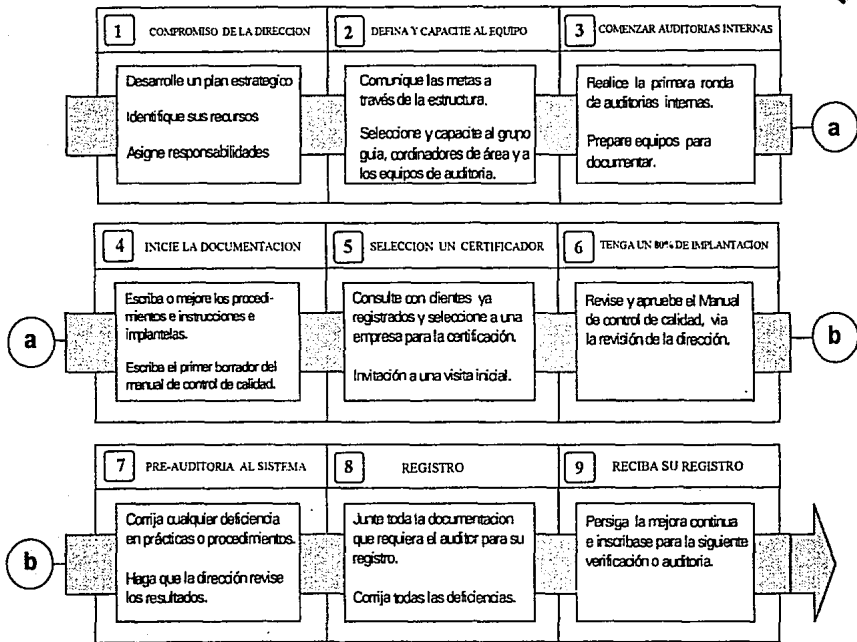 1 COMPROMISO DE LA DIRECCION
Desarrolle un plan estrategico
Identifique sus recursos
Asigne responsabilidades
2 DEFINA Y CAPACITE AL EQUIPO
Comunique las metas a
través de la estructura.
Seleccione y capacite al grupo
guia, cordinadores de área y a
los equipos de auditoria.
3 COMENZAR AUDITORIAS INTERNAS
Realice la primera ronda
de auditorias internas.
Prepare equipos para
documentar.
a
a
4 INICIE LA DOCUMENTACION
Escriba o mejore los procedi-
mientos e instrucciones e
implantelas.
Escriba el primer borrador del
manual de control de calidad.
5 SELECCION UN CERTIFICADOR
Consulte con clientes ya
registrados y seleccione a una
empresa para la certificación.
Invitación a una visita inicial.
6 TENGA UN 80% DE IMPLANTACION
Revise y apruebe el Manual
de control de calidad, via
la revisión de la dirección.
b
b
7 PRE-AUDITORIA AL SISTEMA
Corrija cualquier deficiencia
en prácticas o procedimientos.
Haga que la dirección revise
los resultados.
8 REGISTRO
Junte toda la documentacion
que requiera el auditor para su
registro.
Corrija todas las deficiencias.
9 RECIBA SU REGISTRO
Persiga la mejora continua
e inscribase para la siguiente
verificación o auditoria.